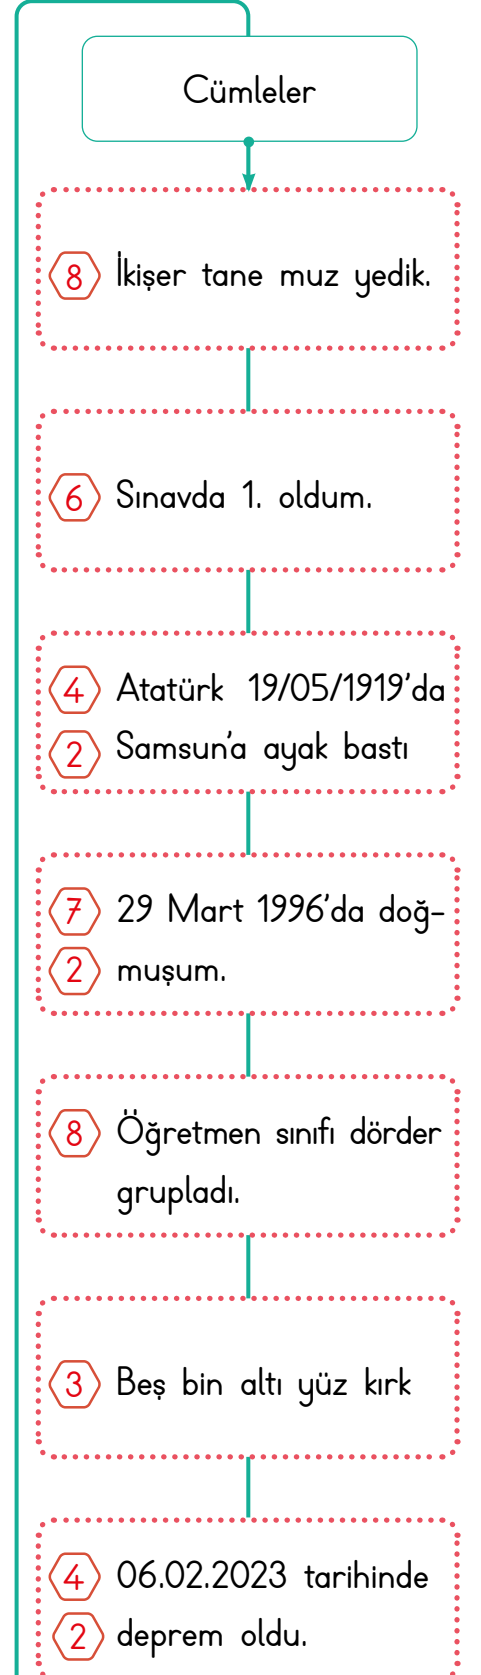 Cümleler
8 İkişer tane muz yedik.
6 Sınavda 1. oldum.
4 Atatürk 19/05/1919'da
2 Samsun'a ayak bastı
7 29 Mart 1996'da doğ-
2 muşum.
8 Öğretmen sınıfı dörder
grupladı.
3 Beş bin altı yüz kırk
4 06.02.2023 tarihinde
2 deprem oldu.